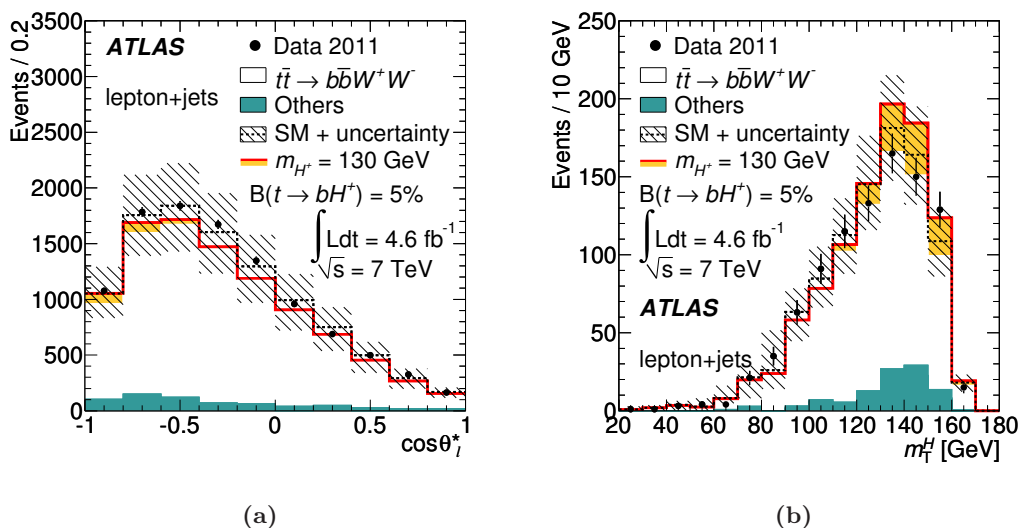 Events / 0.2
3500
3000
2500
2000
1500
1000
500
0
ATLAS
lepton+jets
Data 2011
tt̄ → bb̄W⁺W⁻
Others
SM + uncertainty
m_H⁺ = 130 GeV
B(t → bH⁺) = 5%
∫ Ldt = 4.6 fb⁻¹
√s = 7 TeV
-1 -0.5 0 0.5 1
cosθ*_l
(a)
Events / 10 GeV
250
200
150
100
50
0
Data 2011
tt̄ → bb̄W⁺W⁻
Others
SM + uncertainty
m_H⁺ = 130 GeV
B(t → bH⁺) = 5%
∫ Ldt = 4.6 fb⁻¹
√s = 7 TeV
ATLAS
lepton+jets
20 40 60 80 100 120 140 160 180
m_T^H [GeV]
(b)